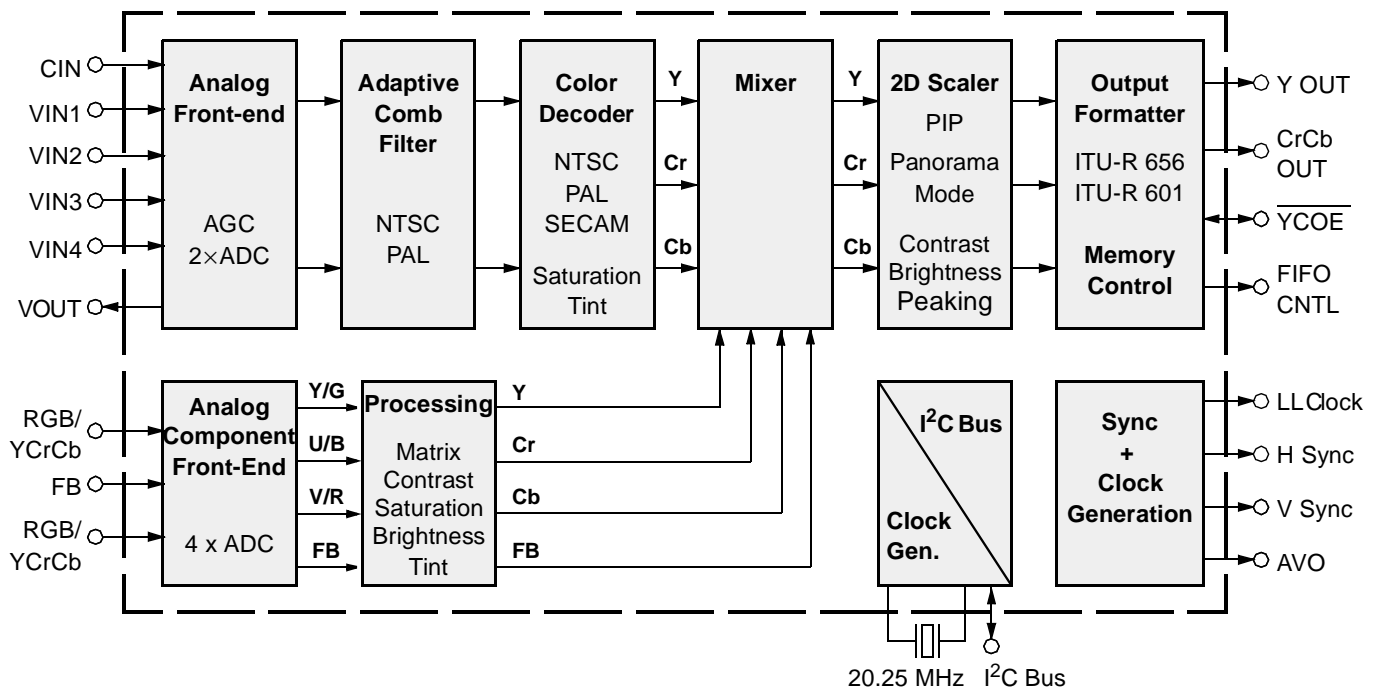 CIN
VIN1
VIN2
VIN3
VIN4
VOUT
Analog
Front-end
AGC
2×ADC
Adaptive
Comb
Filter
NTSC
PAL
Color
Decoder
NTSC
PAL
SECAM
Saturation
Tint
Y
Cr
Cb
Mixer
Y
Cr
Cb
2D Scaler
PIP
Panorama
Mode
Contrast
Brightness
Peaking
Output
Formatter
ITU-R 656
ITU-R 601
Memory
Control
Y OUT
CrCb
OUT
YCOE
FIFO
CNTL
RGB/
YCrCb
FB
RGB/
YCrCb
Analog
Component
Front-End
4 x ADC
Y/G
U/B
V/R
FB
Processing
Matrix
Contrast
Saturation
Brightness
Tint
Y
Cr
Cb
FB
I²C Bus
Clock
Gen.
20.25 MHz
I²C Bus
Sync
+
Clock
Generation
LL Clock
H Sync
V Sync
AVO